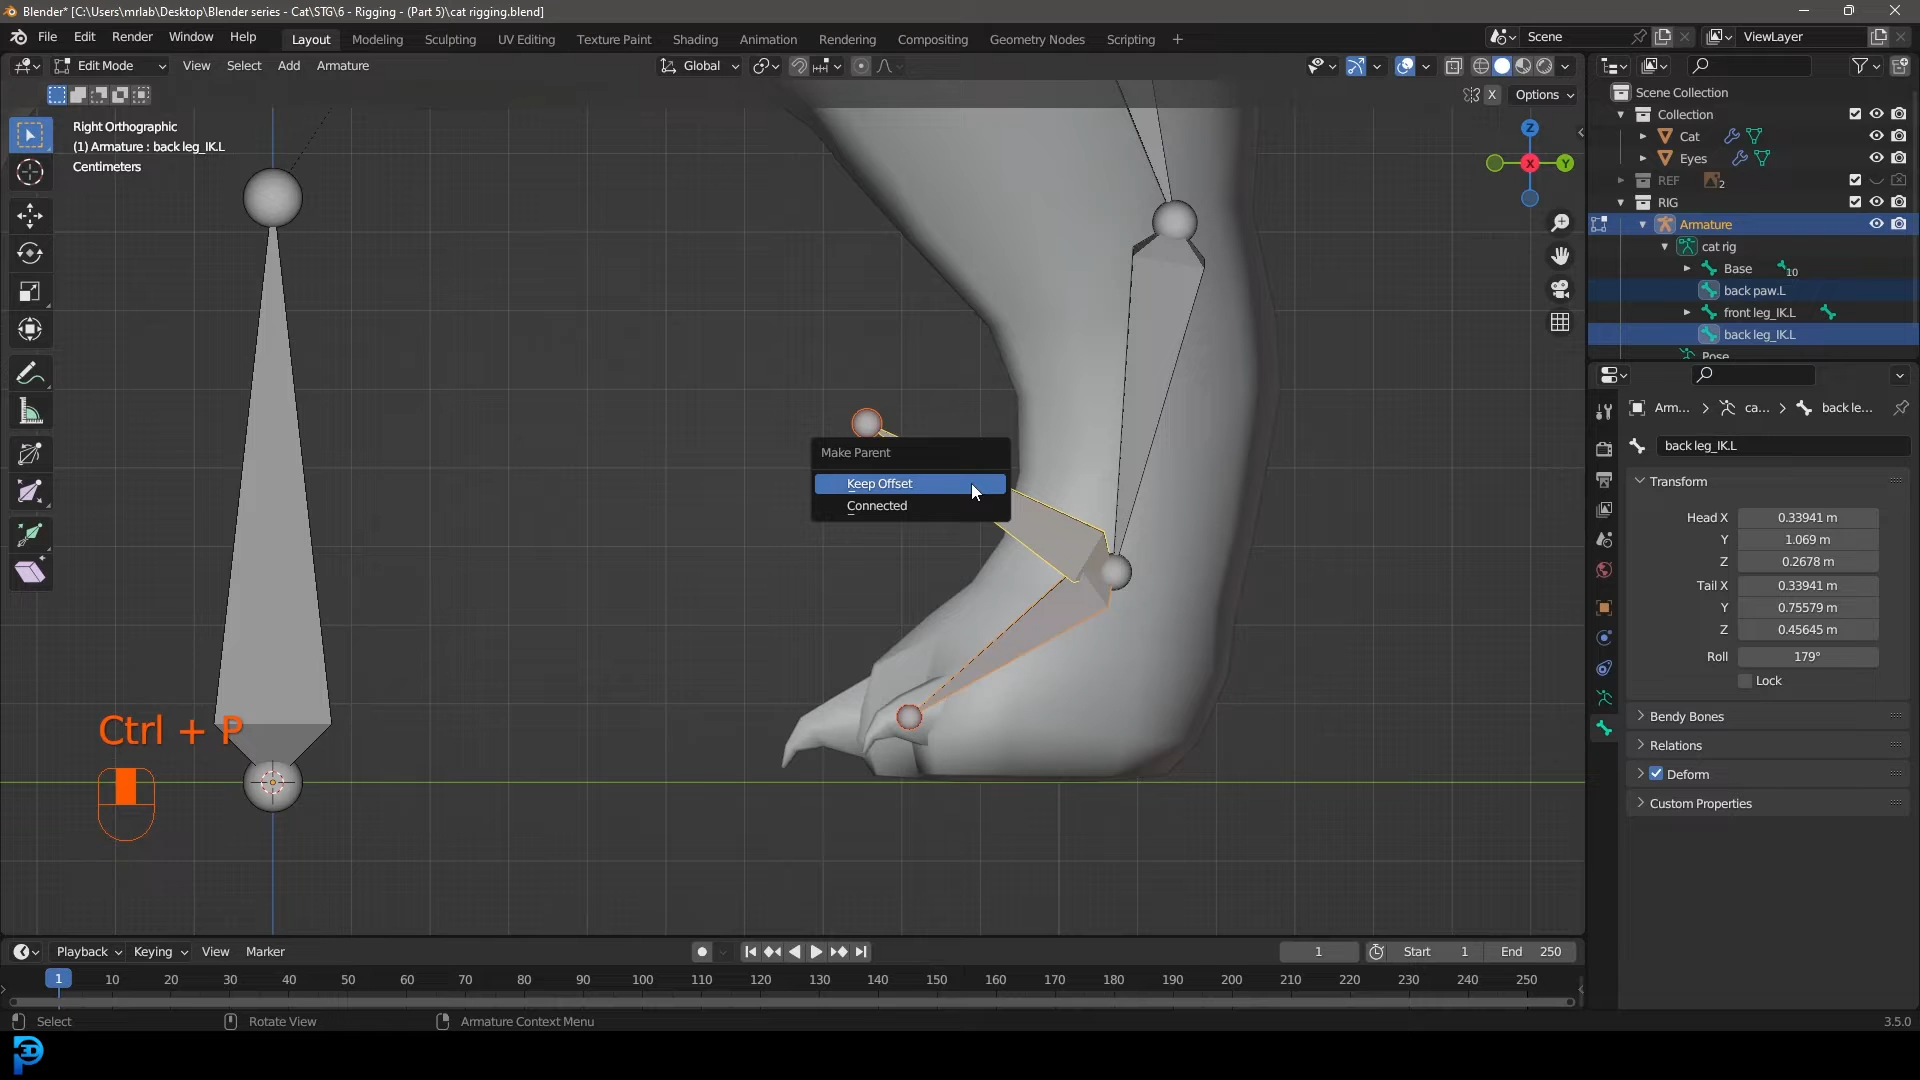 Blender* [C:\Users\mrlab\Desktop\Blender series - Cat\STG\6 - Rigging - (Part 5)\cat rigging.blend]
File Edit Render Window Help Layout Modeling Sculpting UV Editing Texture Paint Shading Animation Rendering Compositing Geometry Nodes Scripting + Scene ViewLayer
Edit Mode View Select Add Armature Global
X Options
Right Orthographic
(1) Armature : back leg_IK.L
Centimeters
Z
X
Y
Scene Collection
Collection
Cat
Eyes
REF 2
RIG
Armature
cat rig
Base 10
back paw.L
front leg_IK.L
back leg_IK.L
Pose
Make Parent
Keep Offset
Connected
Ctrl + P
Arm... ca... back le...
back leg_IK.L
Transform
Head X 0.33941 m
Y 1.069 m
Z 0.2678 m
Tail X 0.33941 m
Y 0.75579 m
Z 0.45645 m
Roll 179°
Lock
Bendy Bones
Relations
Deform
Custom Properties
Playback Keying View Marker 1 Start 1 End 250
1 10 20 30 40 50 60 70 80 90 100 110 120 130 140 150 160 170 180 190 200 210 220 230 240 250
Select Rotate View Armature Context Menu 3.5.0